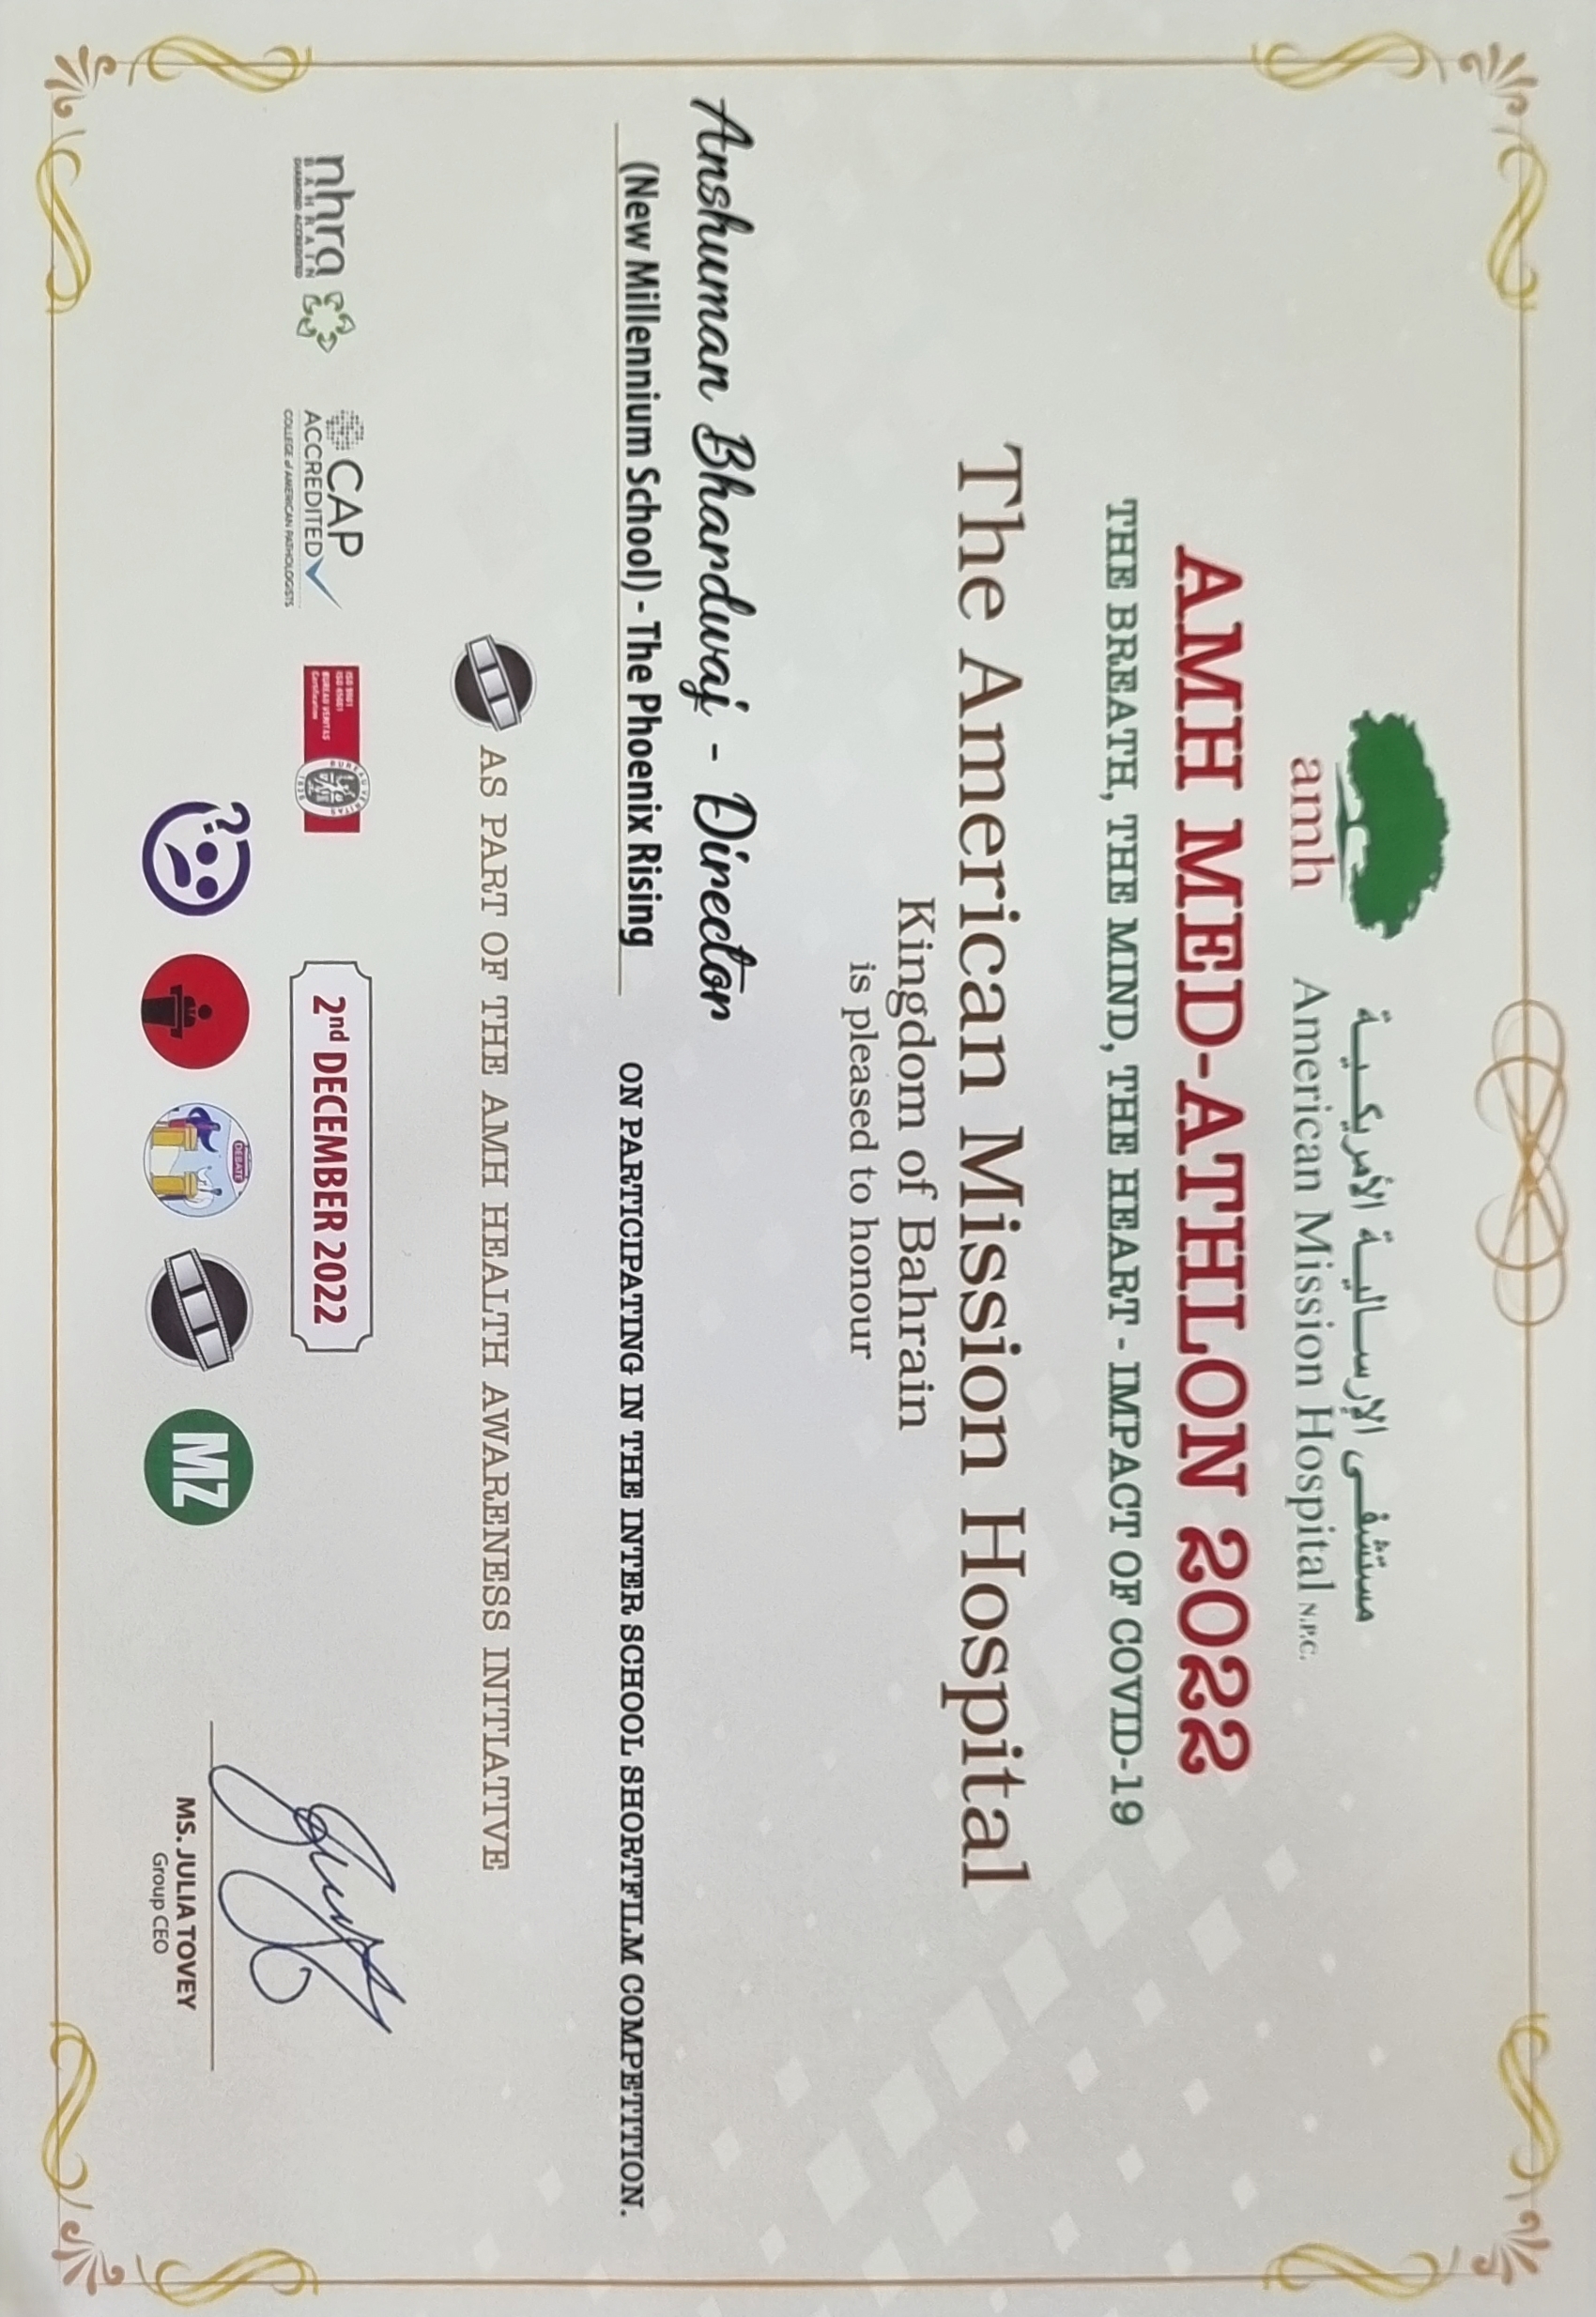 مستشفى الإرسالية الأمريكية
amh
American Mission Hospital N.P.C.
AMH MED-ATHLON 2022
THE BREATH, THE MIND, THE HEART - IMPACT OF COVID-19
The American Mission Hospital
Kingdom of Bahrain
is pleased to honour
Anshuman Bhardwaj - Director
(New Millennium School) - The Phoenix Rising
ON PARTICIPATING IN THE INTER SCHOOL SHORTFILM COMPETITION.
AS PART OF THE AMH HEALTH AWARENESS INITIATIVE
nhra
BAHRAIN
DIAMOND ACCREDITED
CAP
ACCREDITED
COLLEGE of AMERICAN PATHOLOGISTS
ISO 9001
ISO 45001
BUREAU VERITAS
Certification
BUREAU VERITAS
1828
2nd DECEMBER 2022
?
DEBATE
MZ
MS. JULIA TOVEY
Group CEO